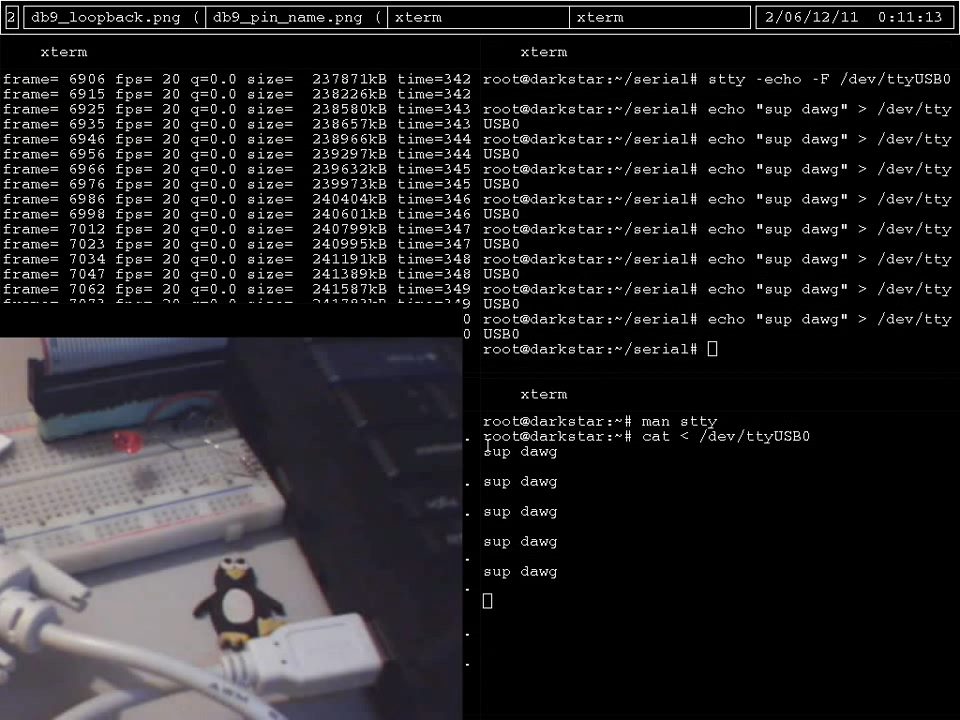 2 db9_loopback.png ( db9_pin_name.png ( xterm xterm 2/06/12/11 0:11:13
xterm
frame= 6906 fps= 20 q=0.0 size= 237871kB time=342
frame= 6915 fps= 20 q=0.0 size= 238226kB time=342
frame= 6925 fps= 20 q=0.0 size= 238580kB time=343
frame= 6935 fps= 20 q=0.0 size= 238657kB time=343
frame= 6946 fps= 20 q=0.0 size= 238966kB time=344
frame= 6956 fps= 20 q=0.0 size= 239297kB time=344
frame= 6966 fps= 20 q=0.0 size= 239632kB time=345
frame= 6976 fps= 20 q=0.0 size= 239973kB time=345
frame= 6986 fps= 20 q=0.0 size= 240404kB time=346
frame= 6998 fps= 20 q=0.0 size= 240601kB time=346
frame= 7012 fps= 20 q=0.0 size= 240799kB time=347
frame= 7023 fps= 20 q=0.0 size= 240995kB time=347
frame= 7034 fps= 20 q=0.0 size= 241191kB time=348
frame= 7047 fps= 20 q=0.0 size= 241389kB time=348
frame= 7062 fps= 20 q=0.0 size= 241587kB time=349
frame= 7073 fps= 20 q=0.0 size= 241783kB time=349
0
0
xterm
root@darkstar:~/serial# stty -echo -F /dev/ttyUSB0
root@darkstar:~/serial# echo "sup dawg" > /dev/tty
USB0
root@darkstar:~/serial# echo "sup dawg" > /dev/tty
USB0
root@darkstar:~/serial# echo "sup dawg" > /dev/tty
USB0
root@darkstar:~/serial# echo "sup dawg" > /dev/tty
USB0
root@darkstar:~/serial# echo "sup dawg" > /dev/tty
USB0
root@darkstar:~/serial# echo "sup dawg" > /dev/tty
USB0
root@darkstar:~/serial# echo "sup dawg" > /dev/tty
USB0
root@darkstar:~/serial# echo "sup dawg" > /dev/tty
USB0
root@darkstar:~/serial#
xterm
root@darkstar:~# man stty
root@darkstar:~# cat < /dev/ttyUSB0
sup dawg
sup dawg
sup dawg
sup dawg
sup dawg